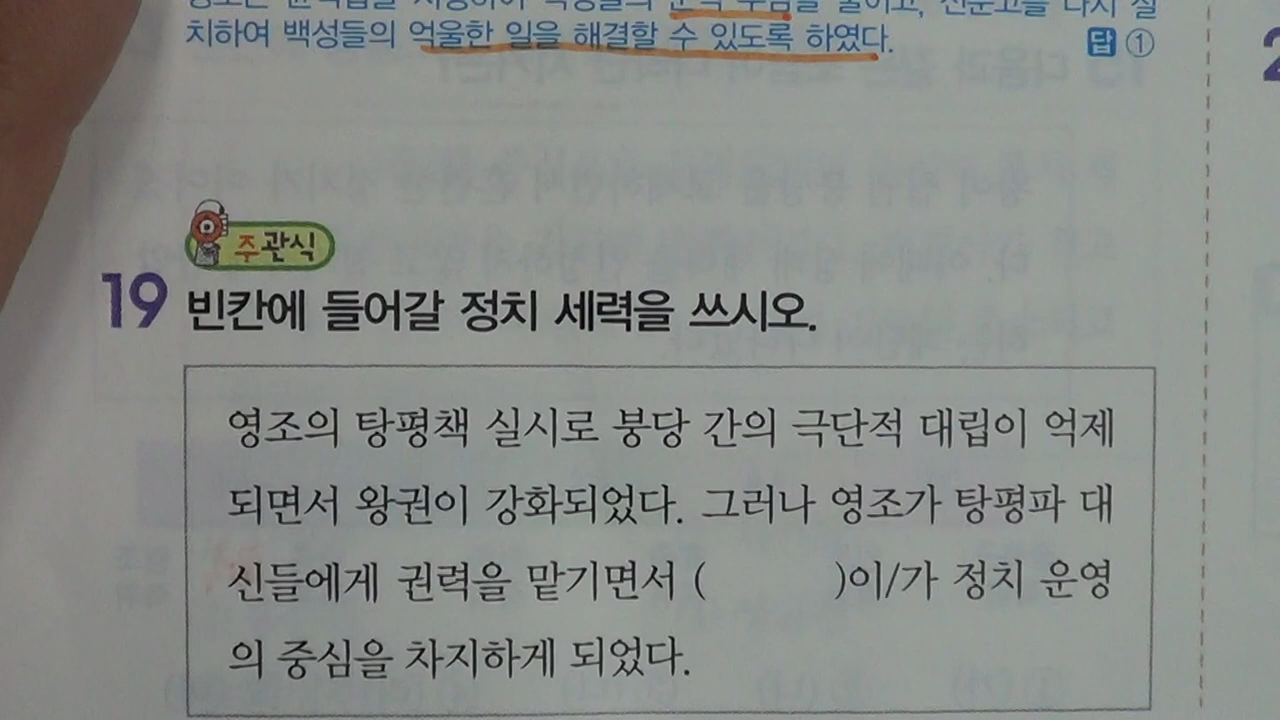 치하여 백성들의 억울한 일을 해결할 수 있도록 하였다. 답 ①
주관식
19 빈칸에 들어갈 정치 세력을 쓰시오.
영조의 탕평책 실시로 붕당 간의 극단적 대립이 억제
되면서 왕권이 강화되었다. 그러나 영조가 탕평파 대
신들에게 권력을 맡기면서 ( )이/가 정치 운영
의 중심을 차지하게 되었다.